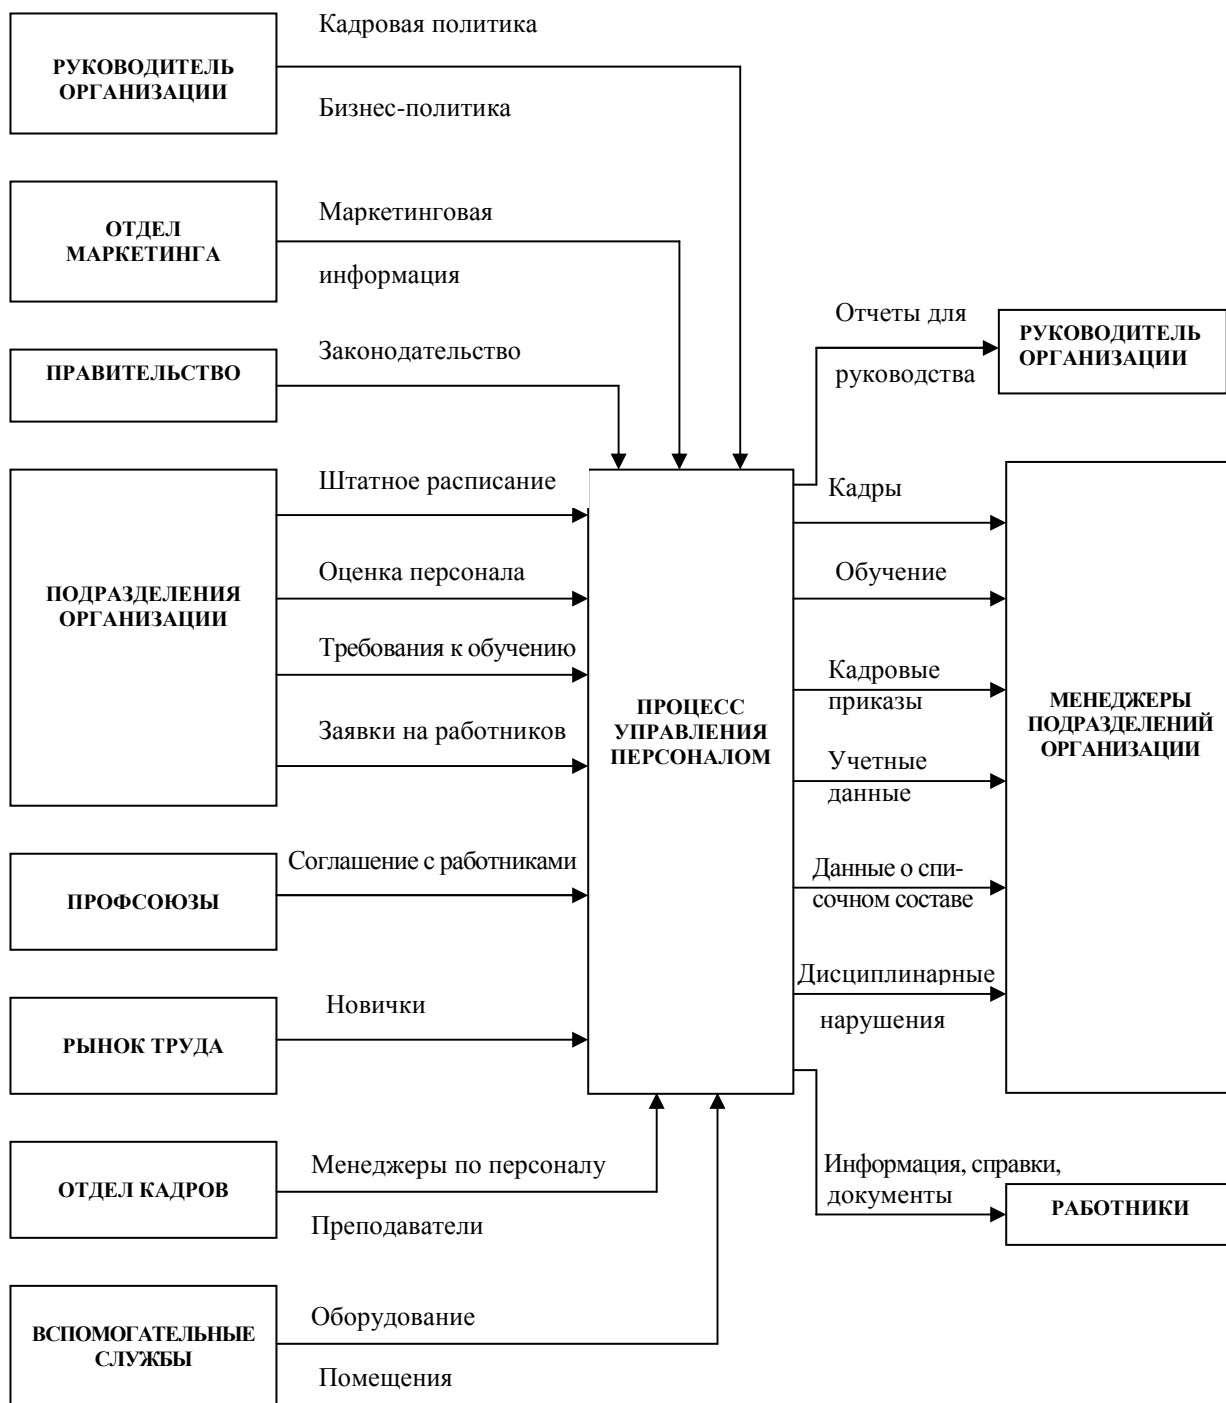 Кадровая политика
РУКОВОДИТЕЛЬ
ОРГАНИЗАЦИИ
Бизнес-политика
Маркетинговая
ОТДЕЛ
МАРКЕТИНГА
информация
Законодательство
ПРАВИТЕЛЬСТВО
Отчеты для
руководства
РУКОВОДИТЕЛЬ
ОРГАНИЗАЦИИ
Штатное расписание
Оценка персонала
ПОДРАЗДЕЛЕНИЯ
ОРГАНИЗАЦИИ
Требования к обучению
Заявки на работников
ПРОЦЕСС
УПРАВЛЕНИЯ
ПЕРСОНАЛОМ
Кадры
Обучение
Кадровые
приказы
Учетные
данные
Данные о спи-
сочном составе
Дисциплинарные
нарушения
МЕНЕДЖЕРЫ
ПОДРАЗДЕЛЕНИЙ
ОРГАНИЗАЦИИ
Соглашение с работниками
ПРОФСОЮЗЫ
Новички
РЫНОК ТРУДА
Менеджеры по персоналу
ОТДЕЛ КАДРОВ
Преподаватели
Информация, справки,
документы
РАБОТНИКИ
Оборудование
ВСПОМОГАТЕЛЬНЫЕ
СЛУЖБЫ
Помещения